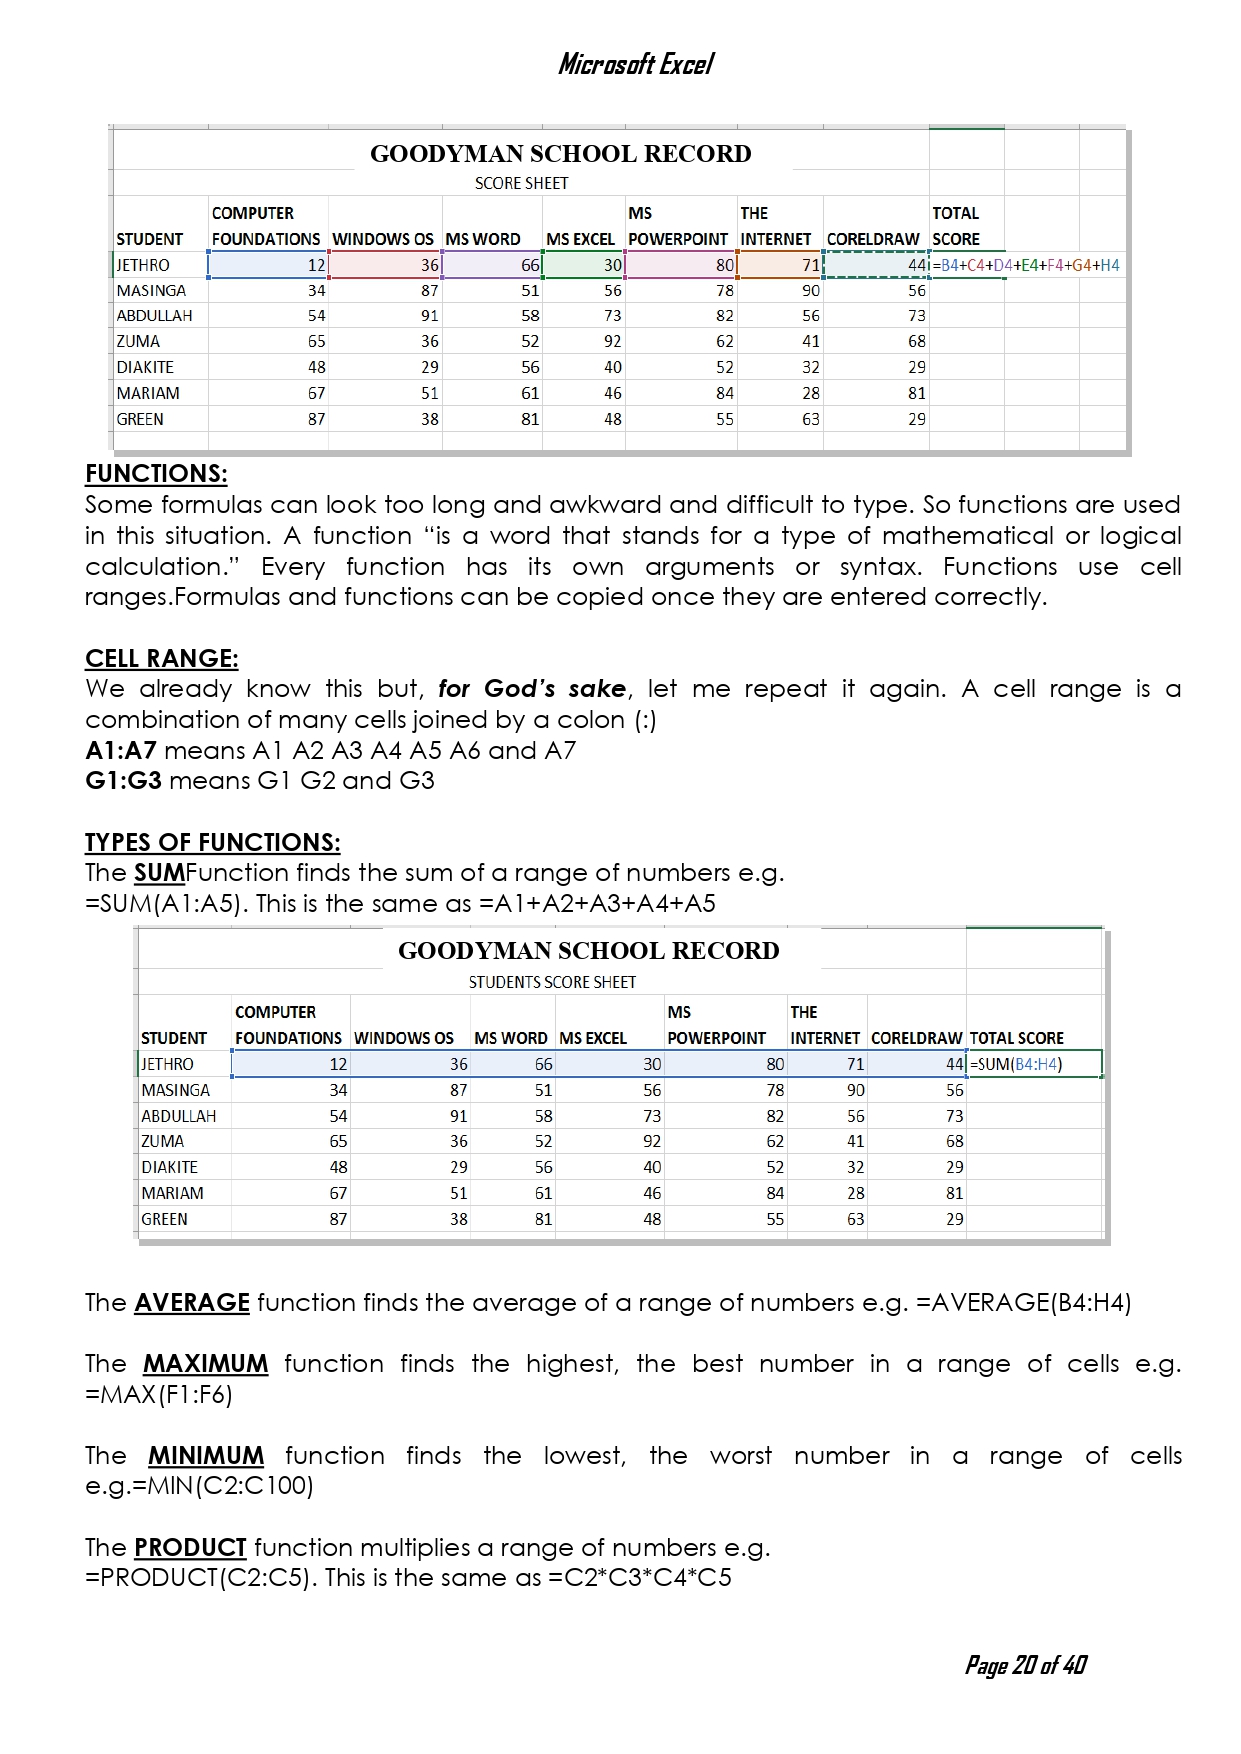 Microsoft Excel
GOODYMAN SCHOOL RECORD
SCORE SHEET
COMPUTER MS THE TOTAL
STUDENT FOUNDATIONS WINDOWS OS MS WORD MS EXCEL POWERPOINT INTERNET CORELDRAW SCORE
JETHRO 12 36 66 30 80 71 44 =B4+C4+D4+E4+F4+G4+H4
MASINGA 34 87 51 56 78 90 56
ABDULLAH 54 91 58 73 82 56 73
ZUMA 65 36 52 92 62 41 68
DIAKITE 48 29 56 40 52 32 29
MARIAM 67 51 61 46 84 28 81
GREEN 87 38 81 48 55 63 29
FUNCTIONS:
Some formulas can look too long and awkward and difficult to type. So functions are used
in this situation. A function “is a word that stands for a type of mathematical or logical
calculation.” Every function has its own arguments or syntax. Functions use cell
ranges.Formulas and functions can be copied once they are entered correctly.
CELL RANGE:
We already know this but, for God’s sake, let me repeat it again. A cell range is a
combination of many cells joined by a colon (:)
A1:A7 means A1 A2 A3 A4 A5 A6 and A7
G1:G3 means G1 G2 and G3
TYPES OF FUNCTIONS:
The SUMFunction finds the sum of a range of numbers e.g.
=SUM(A1:A5). This is the same as =A1+A2+A3+A4+A5
GOODYMAN SCHOOL RECORD
STUDENTS SCORE SHEET
COMPUTER MS THE
STUDENT FOUNDATIONS WINDOWS OS MS WORD MS EXCEL POWERPOINT INTERNET CORELDRAW TOTAL SCORE
JETHRO 12 36 66 30 80 71 44 =SUM(B4:H4)
MASINGA 34 87 51 56 78 90 56
ABDULLAH 54 91 58 73 82 56 73
ZUMA 65 36 52 92 62 41 68
DIAKITE 48 29 56 40 52 32 29
MARIAM 67 51 61 46 84 28 81
GREEN 87 38 81 48 55 63 29
The AVERAGE function finds the average of a range of numbers e.g. =AVERAGE(B4:H4)
The MAXIMUM function finds the highest, the best number in a range of cells e.g.
=MAX(F1:F6)
The MINIMUM function finds the lowest, the worst number in a range of cells
e.g.=MIN(C2:C100)
The PRODUCT function multiplies a range of numbers e.g.
=PRODUCT(C2:C5). This is the same as =C2*C3*C4*C5
Page 20 of 40